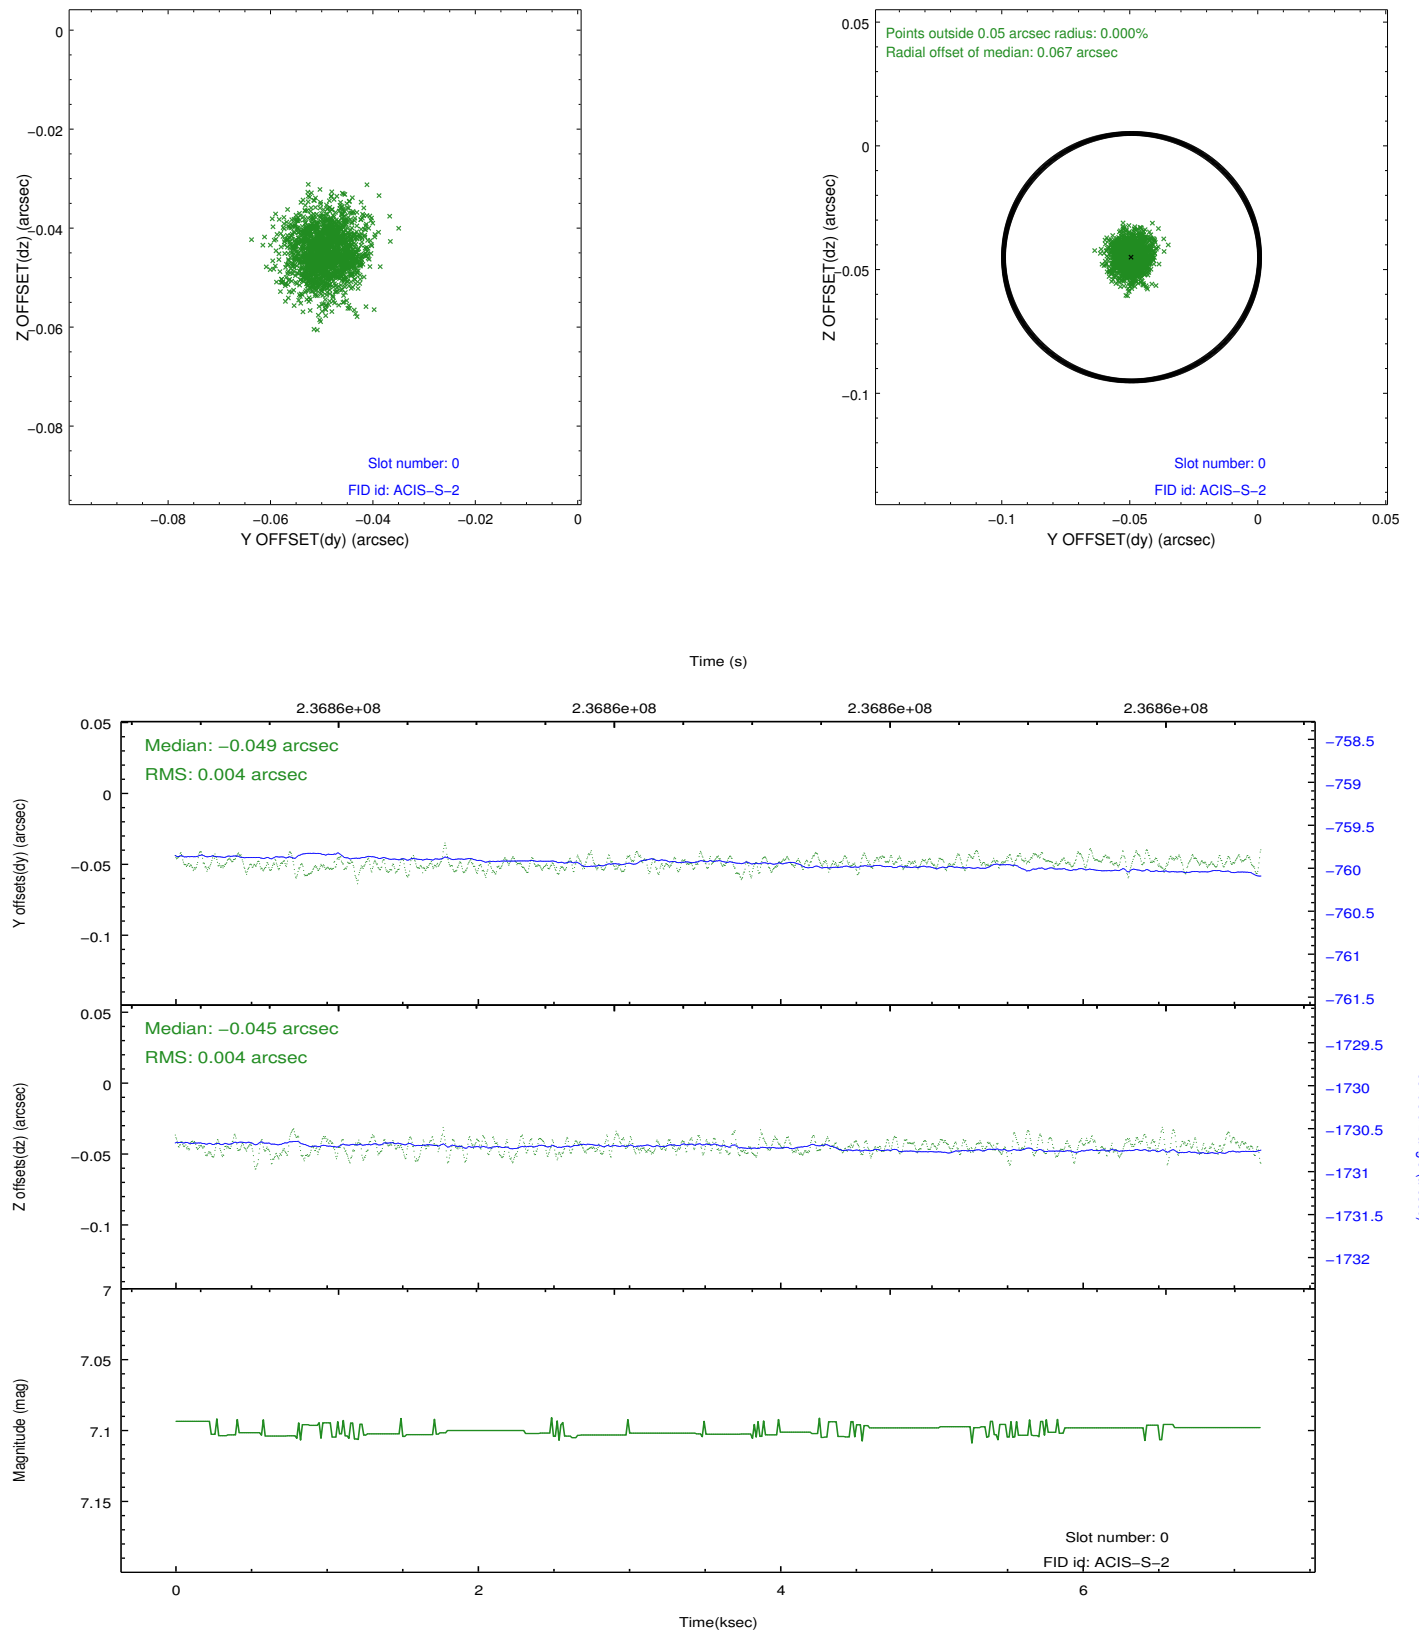 0
−0.02
−0.04
−0.06
−0.08
Z OFFSET(dz) (arcsec)
Slot number: 0
FID id: ACIS−S−2
−0.08
−0.06
−0.04
−0.02
0
Y OFFSET(dy) (arcsec)
Points outside 0.05 arcsec radius: 0.000%
Radial offset of median: 0.067 arcsec
0.05
0
−0.05
−0.1
Z OFFSET(dz) (arcsec)
Slot number: 0
FID id: ACIS−S−2
−0.1
−0.05
0
0.05
Y OFFSET(dy) (arcsec)
Time (s)
2.3686e+08
2.3686e+08
2.3686e+08
2.3686e+08
Median: −0.049 arcsec
RMS: 0.004 arcsec
0.05
0
−0.05
−0.1
Y offsets(dy) (arcsec)
−758.5
−759
−759.5
−760
−760.5
−761
−761.5
Median: −0.045 arcsec
RMS: 0.004 arcsec
0.05
0
−0.05
−0.1
Z offsets(dz) (arcsec)
−1729.5
−1730
−1730.5
−1731
−1731.5
−1732
7
7.05
7.1
7.15
Magnitude (mag)
Slot number: 0
FID id: ACIS−S−2
0
2
4
6
Time(ksec)